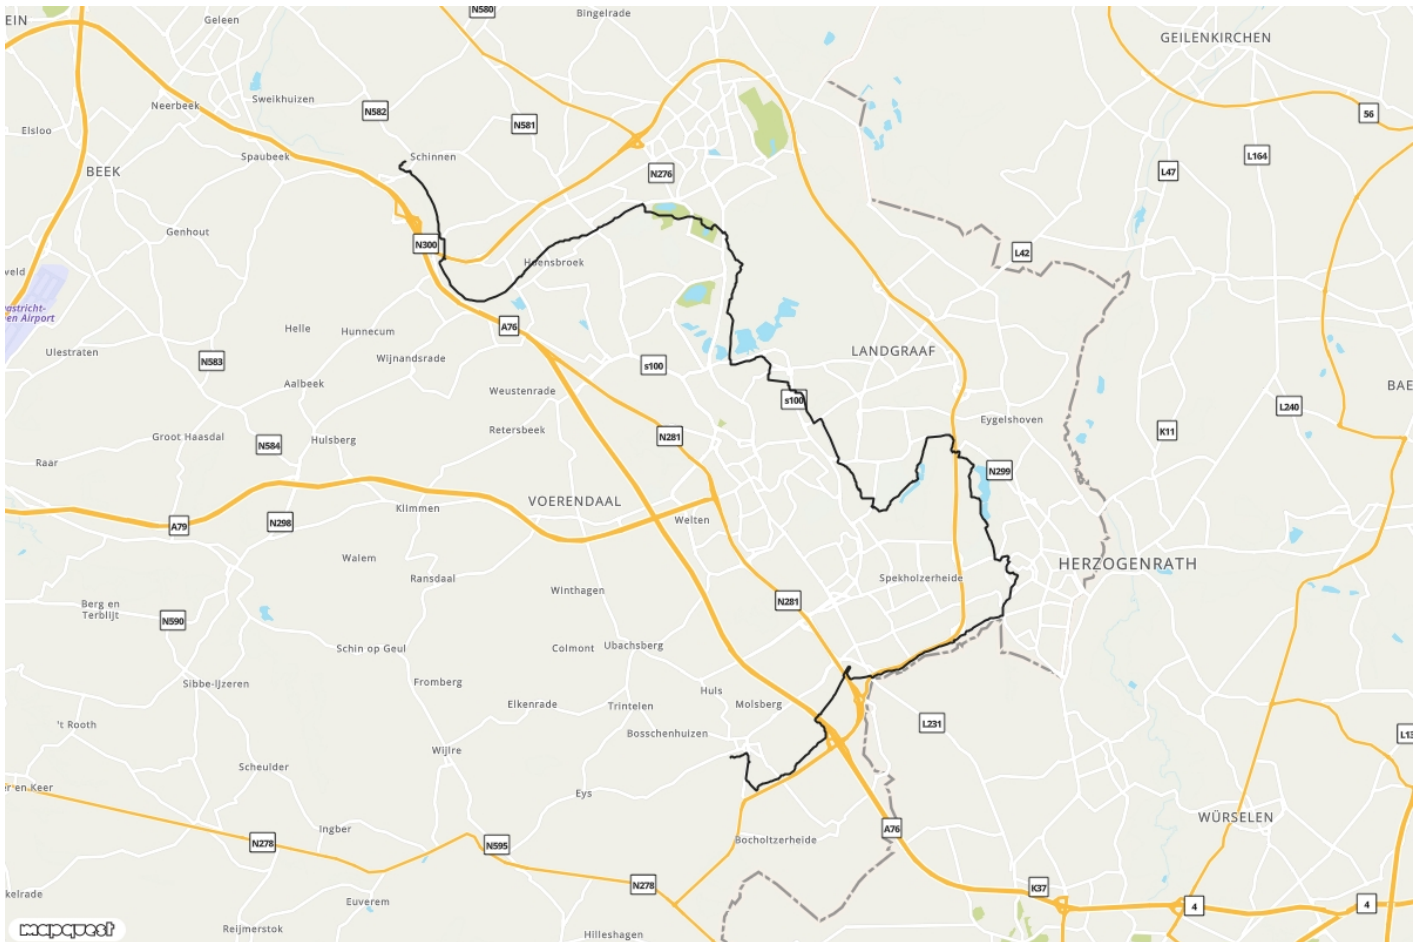 EIN
Geleen
N580
Bingelrade
GEILENKIRCHEN
Neerbeek
Sweikhuizen
N582
N581
56
Elsloo
Spaubeek
Schinnen
L164
BEEK
N276
L47
Genhout
N300
L42
Hoensbroek
Airport
Helle
Hunnecum
A76
Ulestraten
Wijnandsrade
N583
s100
LANDGRAAF
Aalbeek
Weustenrade
BAE
s100
L240
Eygelshoven
Groot Haasdal
Hulsberg
Retersbeek
N281
K11
N584
Raar
N299
Klimmen
VOERENDAAL
A79
N298
Welten
Walem
Ransdaal
Spekholzerheide
HERZOGENRATH
Winthagen
Berg en
Terblijt
N281
N590
Schin op Geul
Colmont
Ubachsberg
Sibbe-IJzeren
Fromberg
Huls
Elkenrade
Trintelen
Molsberg
't Rooth
L231
Bosschenhuizen
Wijlre
Scheulder
er en Keer
Eys
WÜRSELEN
Ingber
A76
N278
N595
Bocholtzerheide
N278
K37
Euverem
4
4
Reijmerstok
Hilleshagen
mapquest